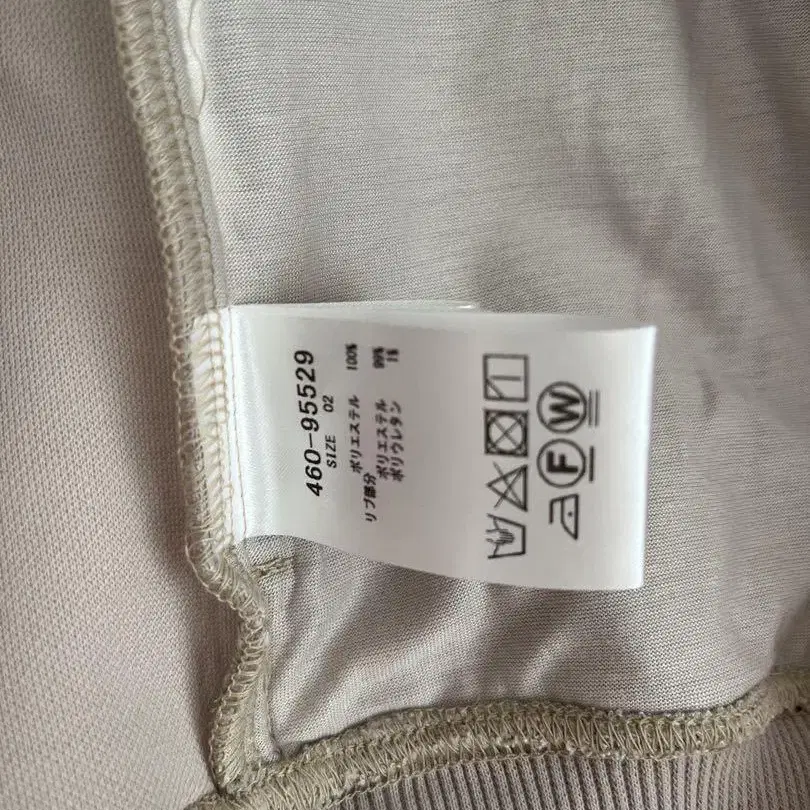 460-95529
SIZE 02
ポリエステル 100%
リブ部分
ポリエステル 99%
ポリウレタン 1%
F W